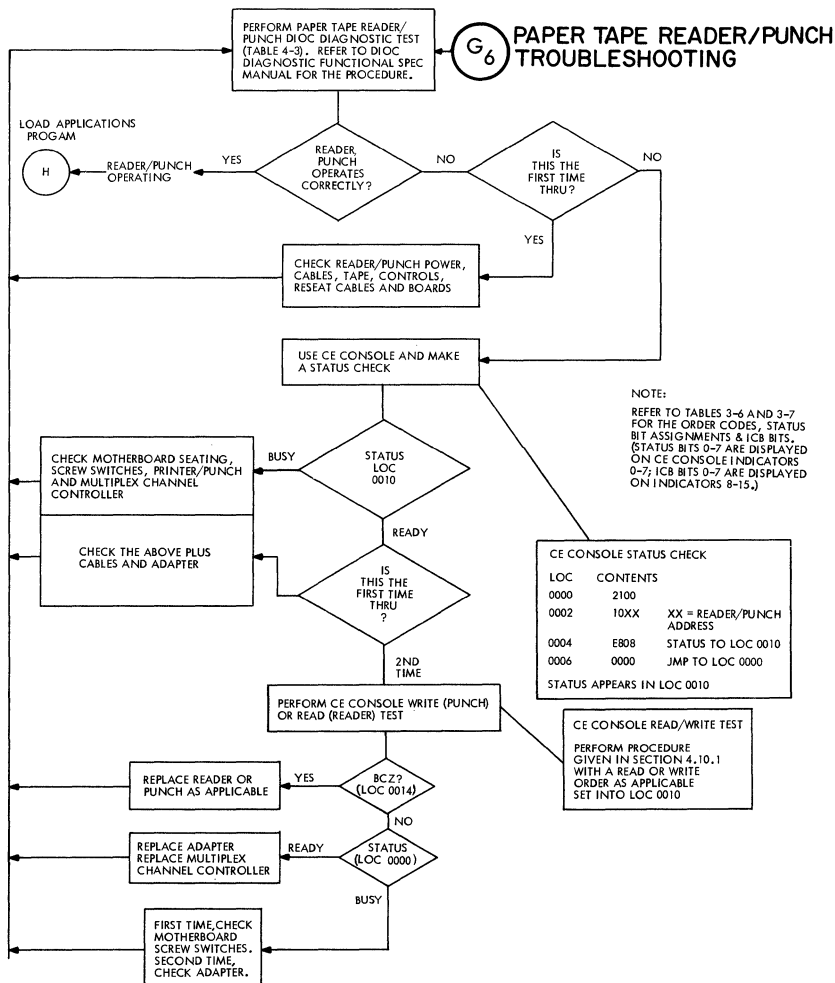 PERFORM PAPER TAPE READER/
PUNCH DIOC DIAGNOSTIC TEST
(TABLE 4-3). REFER TO DIOC
DIAGNOSTIC FUNCTIONAL SPEC
MANUAL FOR THE PROCEDURE.
G6
PAPER TAPE READER/PUNCH
TROUBLESHOOTING
LOAD APPLICATIONS
PROGAM
H
READER/PUNCH
OPERATING
YES
READER,
PUNCH
OPERATES
CORRECTLY?
NO
IS
THIS THE
FIRST TIME
THRU?
NO
YES
CHECK READER/PUNCH POWER,
CABLES, TAPE, CONTROLS,
RESEAT CABLES AND BOARDS
USE CE CONSOLE AND MAKE
A STATUS CHECK
NOTE:
REFER TO TABLES 3-6 AND 3-7
FOR THE ORDER CODES, STATUS
BIT ASSIGNMENTS & ICB BITS.
(STATUS BITS 0-7 ARE DISPLAYED
ON CE CONSOLE INDICATORS
0-7; ICB BITS 0-7 ARE DISPLAYED
ON INDICATORS 8-15.)
CHECK MOTHERBOARD SEATING,
SCREW SWITCHES, PRINTER/PUNCH
AND MULTIPLEX CHANNEL
CONTROLLER
BUSY
STATUS
LOC
0010
READY
CHECK THE ABOVE PLUS
CABLES AND ADAPTER
IS
THIS THE
FIRST TIME
THRU
?
2ND
TIME
CE CONSOLE STATUS CHECK
LOC CONTENTS
0000 2100
0002 10XX XX = READER/PUNCH
ADDRESS
0004 E808 STATUS TO LOC 0010
0006 0000 JMP TO LOC 0000
STATUS APPEARS IN LOC 0010
PERFORM CE CONSOLE WRITE (PUNCH)
OR READ (READER) TEST
CE CONSOLE READ/WRITE TEST
PERFORM PROCEDURE
GIVEN IN SECTION 4.10.1
WITH A READ OR WRITE
ORDER AS APPLICABLE
SET INTO LOC 0010
REPLACE READER OR
PUNCH AS APPLICABLE
YES
BCZ?
(LOC 0014)
NO
REPLACE ADAPTER
REPLACE MULTIPLEX
CHANNEL CONTROLLER
READY
STATUS
(LOC 0000)
BUSY
FIRST TIME, CHECK
MOTHERBOARD
SCREW SWITCHES.
SECOND TIME,
CHECK ADAPTER.